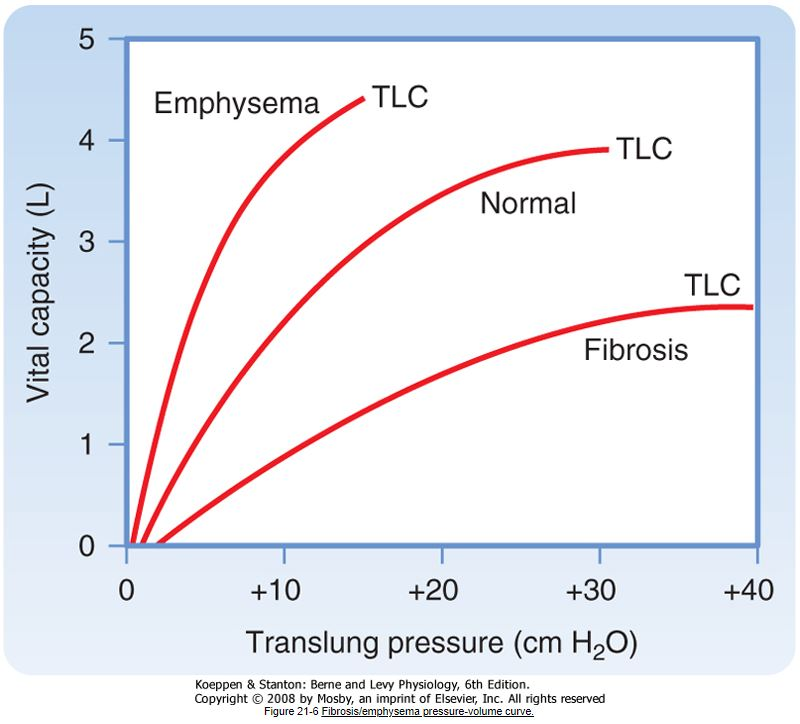 5
Emphysema TLC
4
TLC
Normal
3
TLC
2
Fibrosis
1
0
Vital capacity (L)
0 +10 +20 +30 +40
Translung pressure (cm H₂O)
Koeppen & Stanton: Berne and Levy Physiology, 6th Edition.
Copyright © 2008 by Mosby, an imprint of Elsevier, Inc. All rights reserved
Figure 21-6 Fibrosis/emphysema pressure-volume curve.